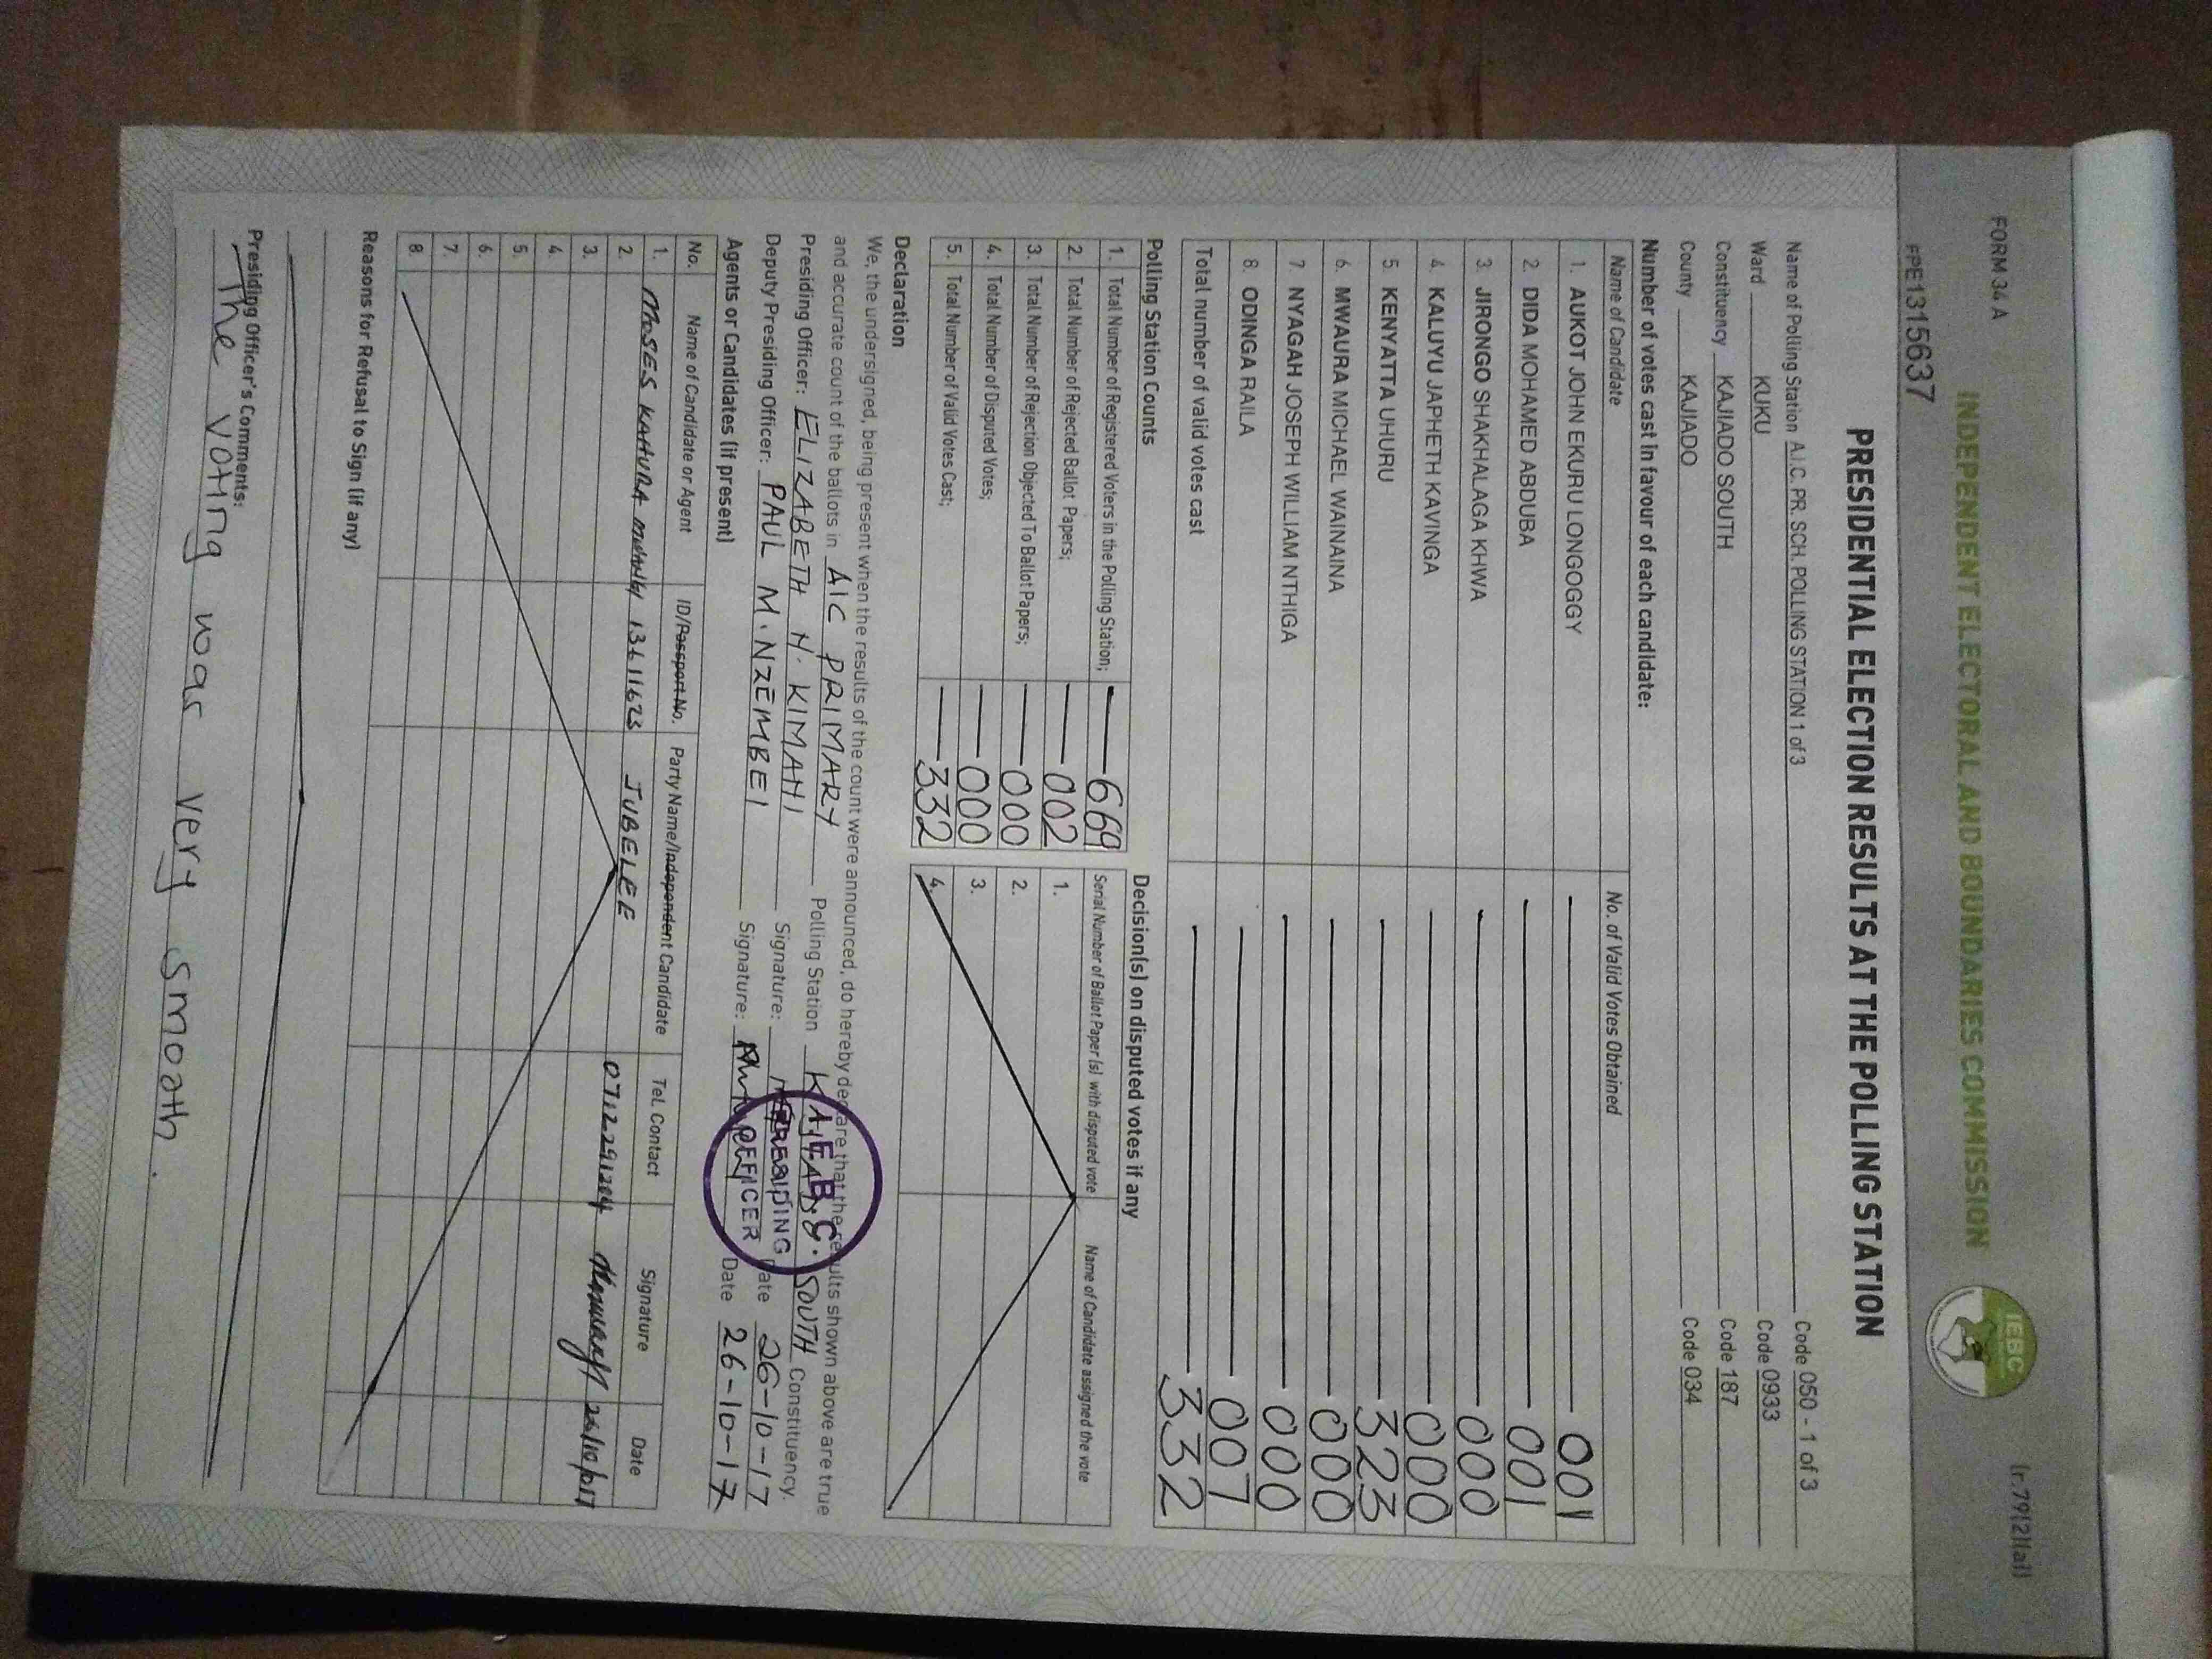 FORM 34 A
(r.79(2)(a))
INDEPENDENT ELECTORAL AND BOUNDARIES COMMISSION
IEBC
FPE1315637
PRESIDENTIAL ELECTION RESULTS AT THE POLLING STATION
Name of Polling Station A.I.C. PR. SCH. POLLING STATION 1 of 3 Code 050 - 1 of 3
Ward KUKU Code 0933
Constituency KAJIADO SOUTH Code 187
County KAJIADO Code 034
Number of votes cast in favour of each candidate:
Name of Candidate No. of Valid Votes Obtained
1. AUKOT JOHN EKURU LONGOGGY 001
2. DIDA MOHAMED ABDUBA 001
3. JIRONGO SHAKHALAGA KHWA 000
4. KALUYU JAPHETH KAVINGA 000
5. KENYATTA UHURU 323
6. MWAURA MICHAEL WAINAINA 000
7. NYAGAH JOSEPH WILLIAM NTHIGA 000
8. ODINGA RAILA 007
Total number of valid votes cast 332
Polling Station Counts
1. Total Number of Registered Voters in the Polling Station; 669
2. Total Number of Rejected Ballot Papers; 002
3. Total Number of Rejection Objected To Ballot Papers; 000
4. Total Number of Disputed Votes; 000
5. Total Number of Valid Votes Cast; 332
Decision(s) on disputed votes if any
Serial Number of Ballot Paper (s) with disputed vote Name of Candidate assigned the vote
1.
2.
3.
4.
Declaration
We, the undersigned, being present when the results of the count were announced, do hereby declare that the results shown above are true
and accurate count of the ballots in AIC PRIMARY Polling Station KAJIADO SOUTH Constituency.
Presiding Officer: ELIZABETH N. KIMANI Signature: Date 26-10-17
Deputy Presiding Officer: PAUL M. NZEMBEI Signature: Date 26-10-17
I.E.B.C.
PRESIDING
OFFICER
Agents or Candidates (if present)
No. Name of Candidate or Agent ID/Passport No. Party Name/Independent Candidate Tel. Contact Signature Date
1. MOSES KAHURA 13611623 JUBELEE 26/10/2017
2.
3.
4.
5.
6.
7.
8.
Reasons for Refusal to Sign (if any)
Presiding Officer's Comments:
The voting was very smooth.